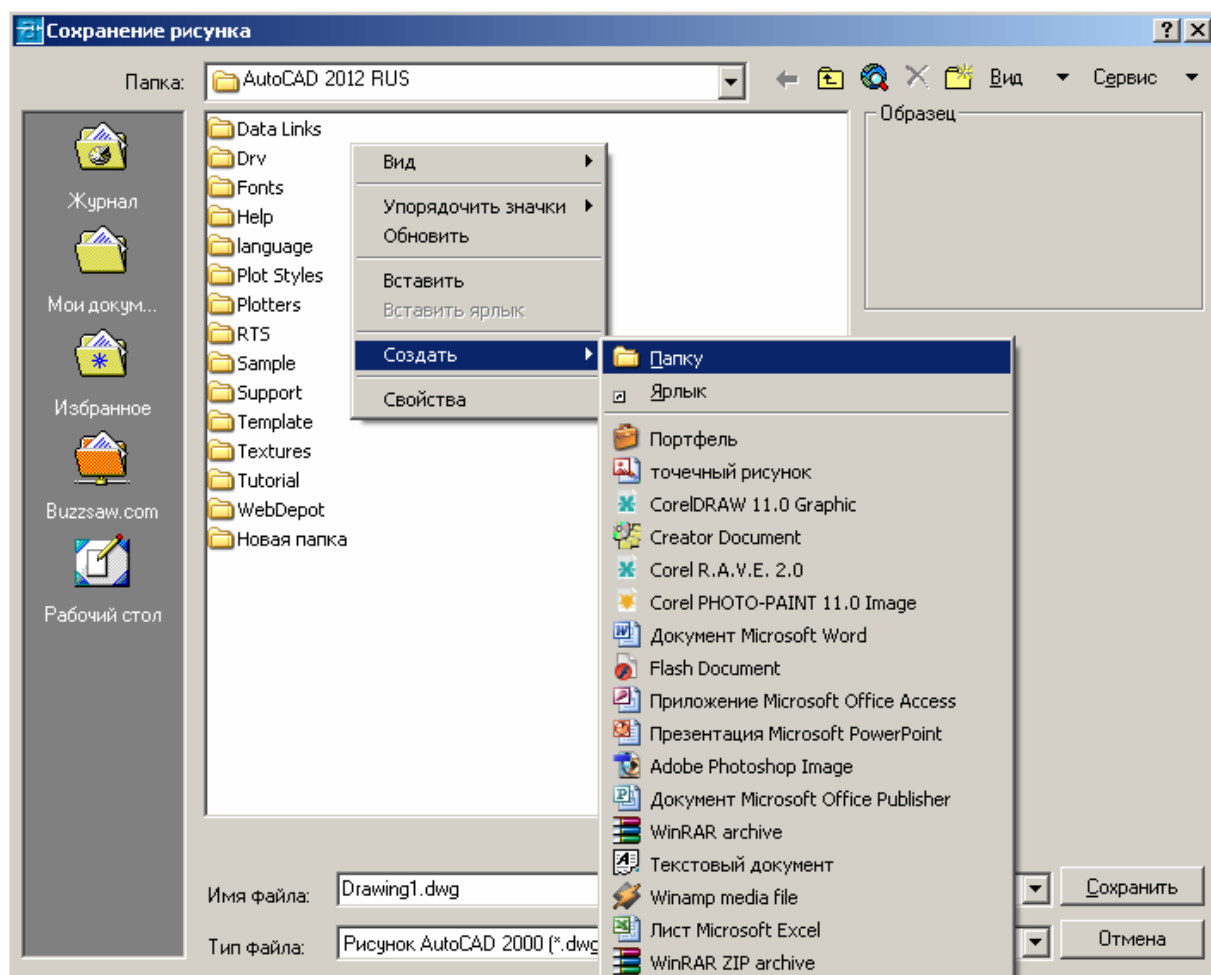 Сохранение рисунка
Папка:
AutoCAD 2012 RUS
Вид
Сервис
Журнал
Мои докум...
Избранное
Buzzsaw.com
Рабочий стол
Data Links
Drv
Fonts
Help
language
Plot Styles
Plotters
RTS
Sample
Support
Template
Textures
Tutorial
WebDepot
Новая папка
Образец
Вид
Упорядочить значки
Обновить
Вставить
Вставить ярлык
Создать
Свойства
Папку
Ярлык
Портфель
точечный рисунок
CorelDRAW 11.0 Graphic
Creator Document
Corel R.A.V.E. 2.0
Corel PHOTO-PAINT 11.0 Image
Документ Microsoft Word
Flash Document
Приложение Microsoft Office Access
Презентация Microsoft PowerPoint
Adobe Photoshop Image
Документ Microsoft Office Publisher
WinRAR archive
Текстовый документ
Winamp media file
Лист Microsoft Excel
WinRAR ZIP archive
Имя файла:
Drawing1.dwg
Сохранить
Тип файла:
Рисунок AutoCAD 2000 (*.dwg
Отмена